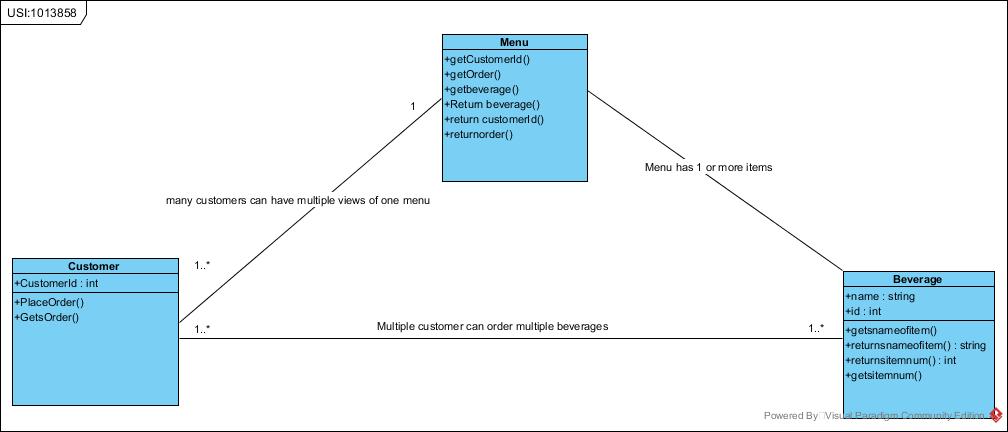 USI:1013858
Menu
+getCustomerId()
+getOrder()
+getbeverage()
+Return beverage()
+return customerId()
+returnorder()
1
Menu has 1 or more items
many customers can have multiple views of one menu
1..*
Customer
+CustomerId : int
+PlaceOrder()
+GetsOrder()
1..*
Multiple customer can order multiple beverages
1..*
Beverage
+name : string
+id : int
+getsnameofitem()
+returnsnameofitem() : string
+returnsitemnum() : int
+getsitemnum()
Powered By Visual Paradigm Community Edition